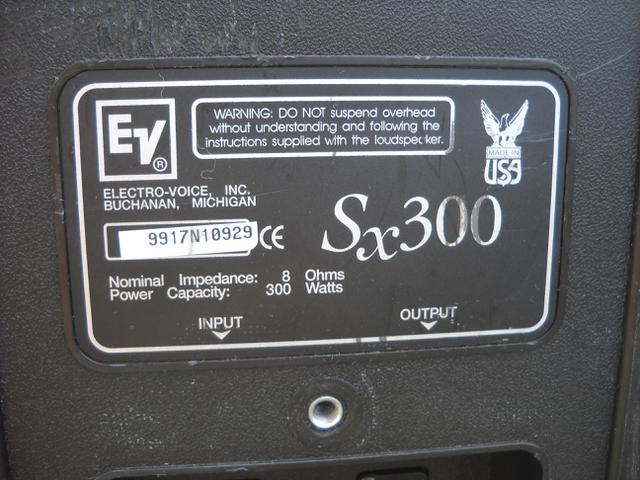 EV®
WARNING: DO NOT suspend overhead
without understanding and following the
instructions supplied with the loudspeaker.
MADE IN
USA
ELECTRO-VOICE, INC.
BUCHANAN, MICHIGAN
9917N10929 CE
Sx300
Nominal Impedance: 8 Ohms
Power Capacity: 300 Watts
INPUT
OUTPUT